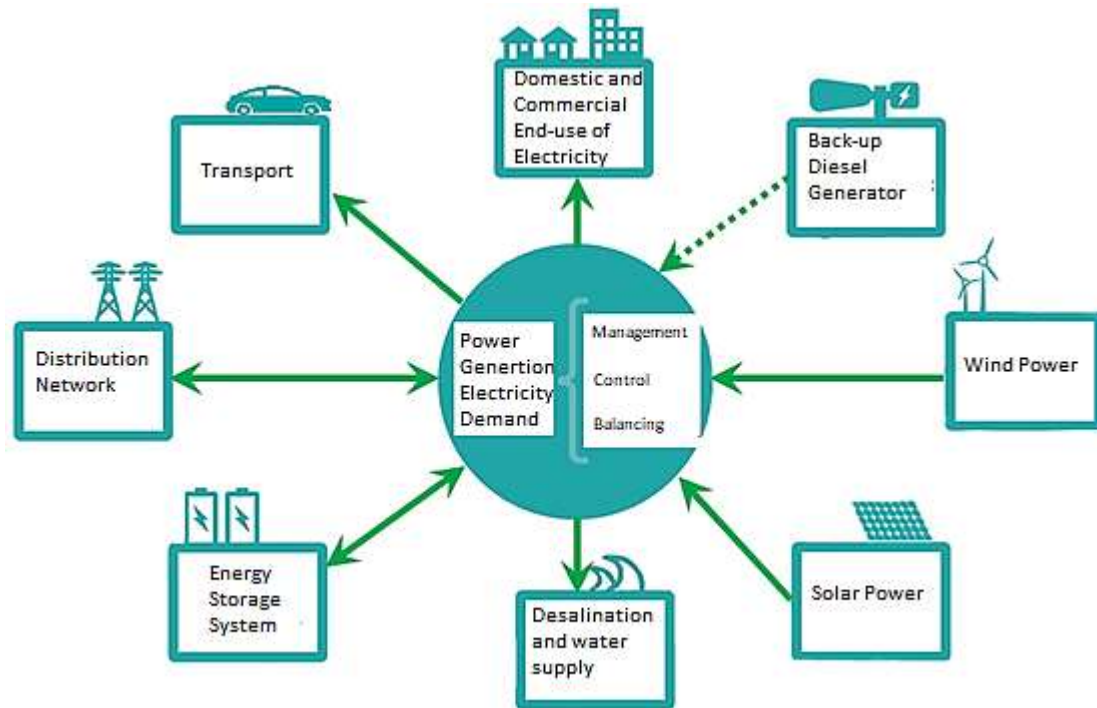 Domestic and
Commercial
End-use of
Electricity
Back-up
Diesel
Generator
Transport
Distribution
Network
Power
Genertion
Electricity
Demand
Management
Control
Balancing
Wind Power
Energy
Storage
System
Desalination
and water
supply
Solar Power